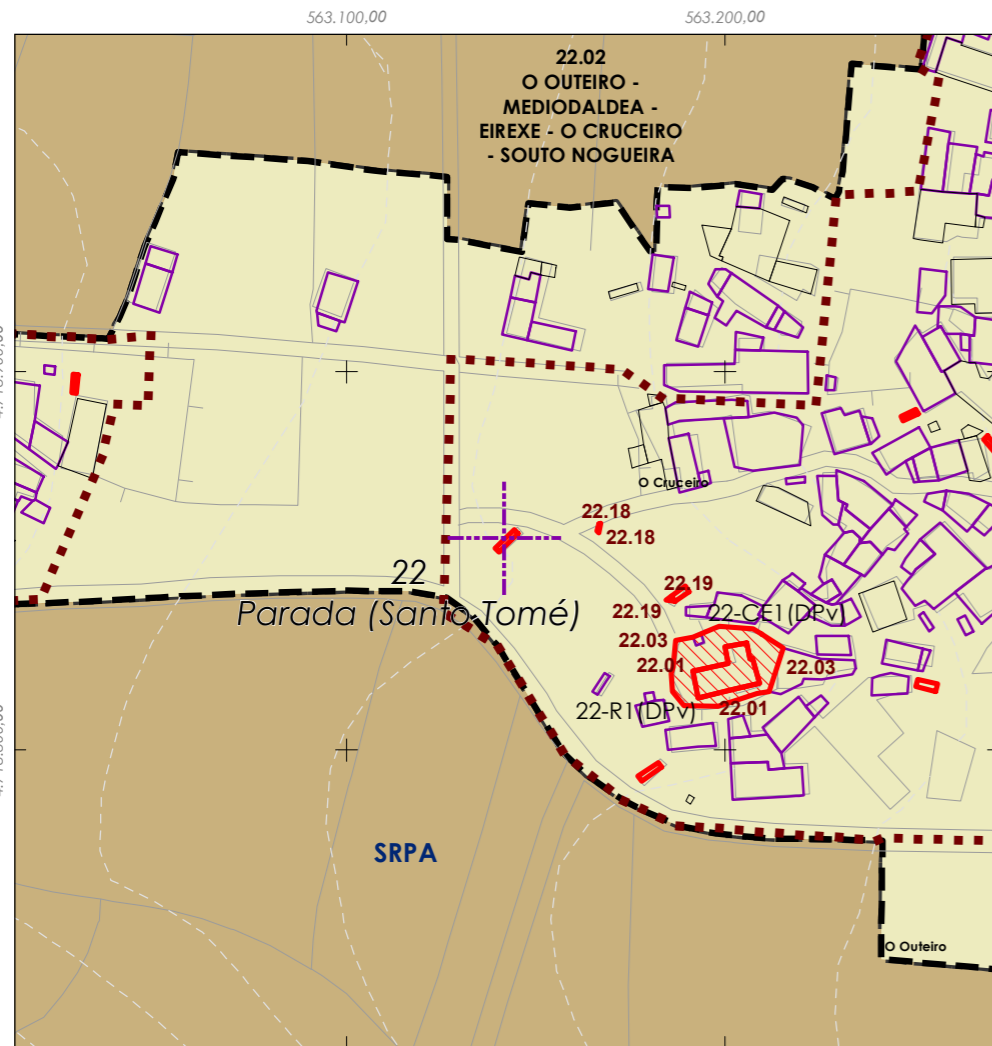 563.100,00
563.200,00
22.02
O OUTEIRO -
MEDIODALDEA -
EIREXE - O CRUCEIRO
- SOUTO NOGUEIRA
O Cruceiro
22.18
22.18
22
Parada (Santo Tomé)
22.19
22.19
22-CE1(DPv)
22.03
22.01
22.03
22-R1(DPv)
22.01
SRPA
O Outeiro